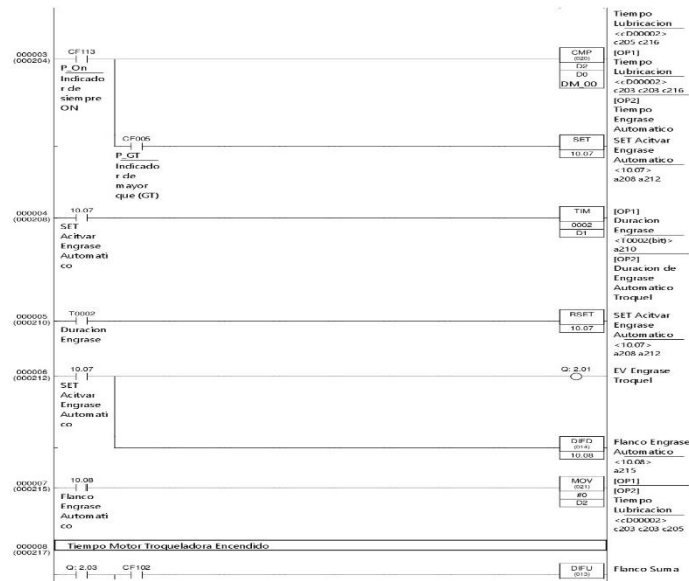 Tiempo
Lubricacion
<cD00002>
c205 c216
000003
(000204)
CF113
P_On
Indicado
r de
siempre
ON
CMP
(020)
D2
D0
DM_00
[OP1]
Tiempo
Lubricacion
<cD00002>
c203 c203 c216
[OP2]
Tiempo
Engrase
Automatico
CF005
P_GT
Indicado
r de
mayor
que (GT)
SET
10.07
SET Acitvar
Engrase
Automatico
<10.07>
a208 a212
000004
(000208)
10.07
SET
Acitvar
Engrase
Automati
co
TIM
0002
D1
[OP1]
Duracion
Engrase
<T0002(bit)>
a210
[OP2]
Duracion de
Engrase
Automatico
Troquel
000005
(000210)
T0002
Duracion
Engrase
RSET
10.07
SET Acitvar
Engrase
Automatico
<10.07>
a208 a212
000006
(000212)
10.07
SET
Acitvar
Engrase
Automati
co
Q: 2.01
EV Engrase
Troquel
DIFD
(014)
10.08
Flanco Engrase
Automatico
<10.08>
a215
000007
(000215)
10.08
Flanco
Engrase
Automati
co
MOV
(021)
#0
D2
[OP1]
[OP2]
Tiempo
Lubricacion
<cD00002>
c203 c203 c205
000008
(000217)
Tiempo Motor Troqueladora Encendido
Q: 2.03
CF102
DIFU
(013)
Flanco Suma